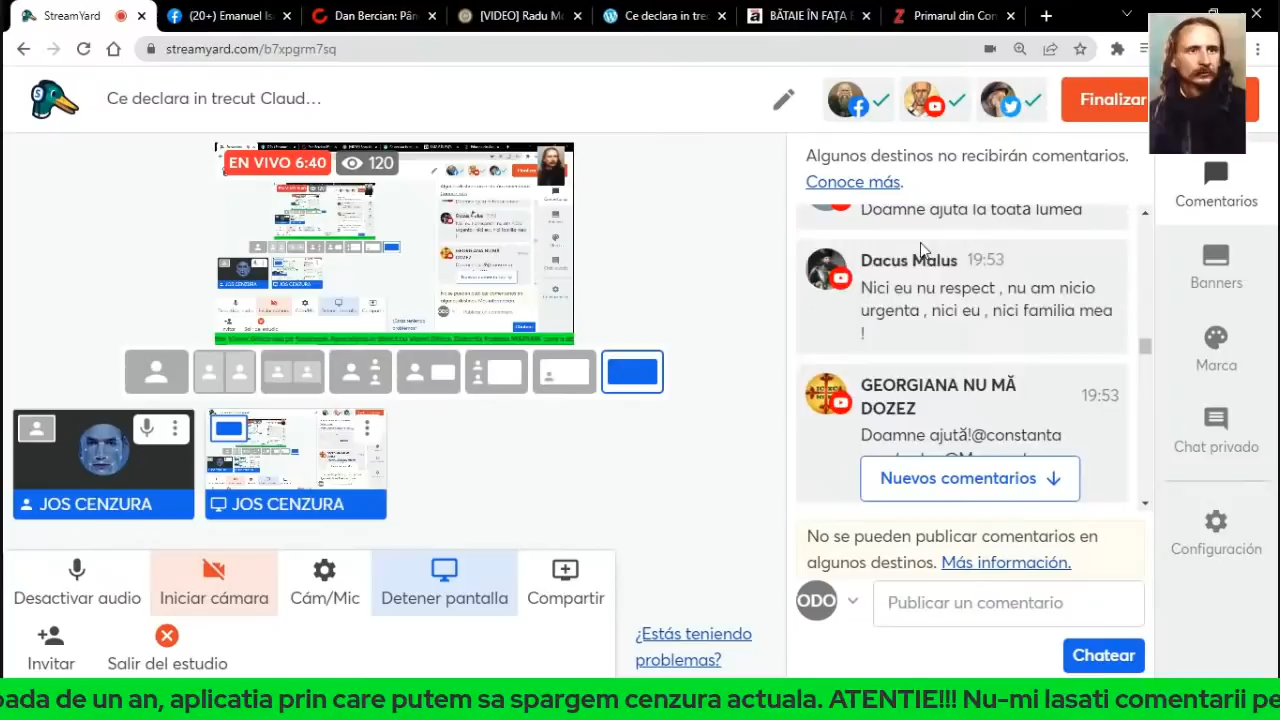 StreamYard
(20+) Emanuel Is
Dan Bercian: Pân
[VIDEO] Radu M
Ce declara in trec
BĂTAIE ÎN FAȚA
Primarul din Con
streamyard.com/b7xpgrm7sq
Ce declara in trecut Claud…
Finalizar
EN VIVO 6:40
120
Algunos destinos no recibirán comentarios.
Conoce más.
Doamne ajuta la toată lumea
Dacus Malus 19:53
Nici eu nu respect , nu am nicio
urgenta , nici eu , nici familia mea
!
GEORGIANA NU MĂ
DOZEZ
19:53
Doamne ajută!@constanta
Nuevos comentarios
No se pueden publicar comentarios en
algunos destinos. Más información.
ODO
Publicar un comentario
Chatear
Comentarios
Banners
Marca
Chat privado
Configuración
JOS CENZURA
JOS CENZURA
Desactivar audio
Iniciar cámara
Cám/Mic
Detener pantalla
Compartir
Invitar
Salir del estudio
¿Estás teniendo
problemas?
pada de un an, aplicatia prin care putem sa spargem cenzura actuala. ATENTIE!!! Nu-mi lasati comentarii pe